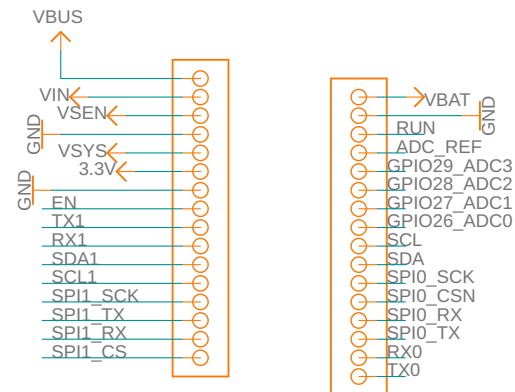 VBUS
VIN
VSEN
GND
VSYS
3.3V
GND
EN
TX1
RX1
SDA1
SCL1
SPI1_SCK
SPI1_TX
SPI1_RX
SPI1_CS
VBAT
GND
RUN
ADC_REF
GPIO29_ADC3
GPIO28_ADC2
GPIO27_ADC1
GPIO26_ADC0
SCL
SDA
SPI0_SCK
SPI0_CSN
SPI0_RX
SPI0_TX
RX0
TX0